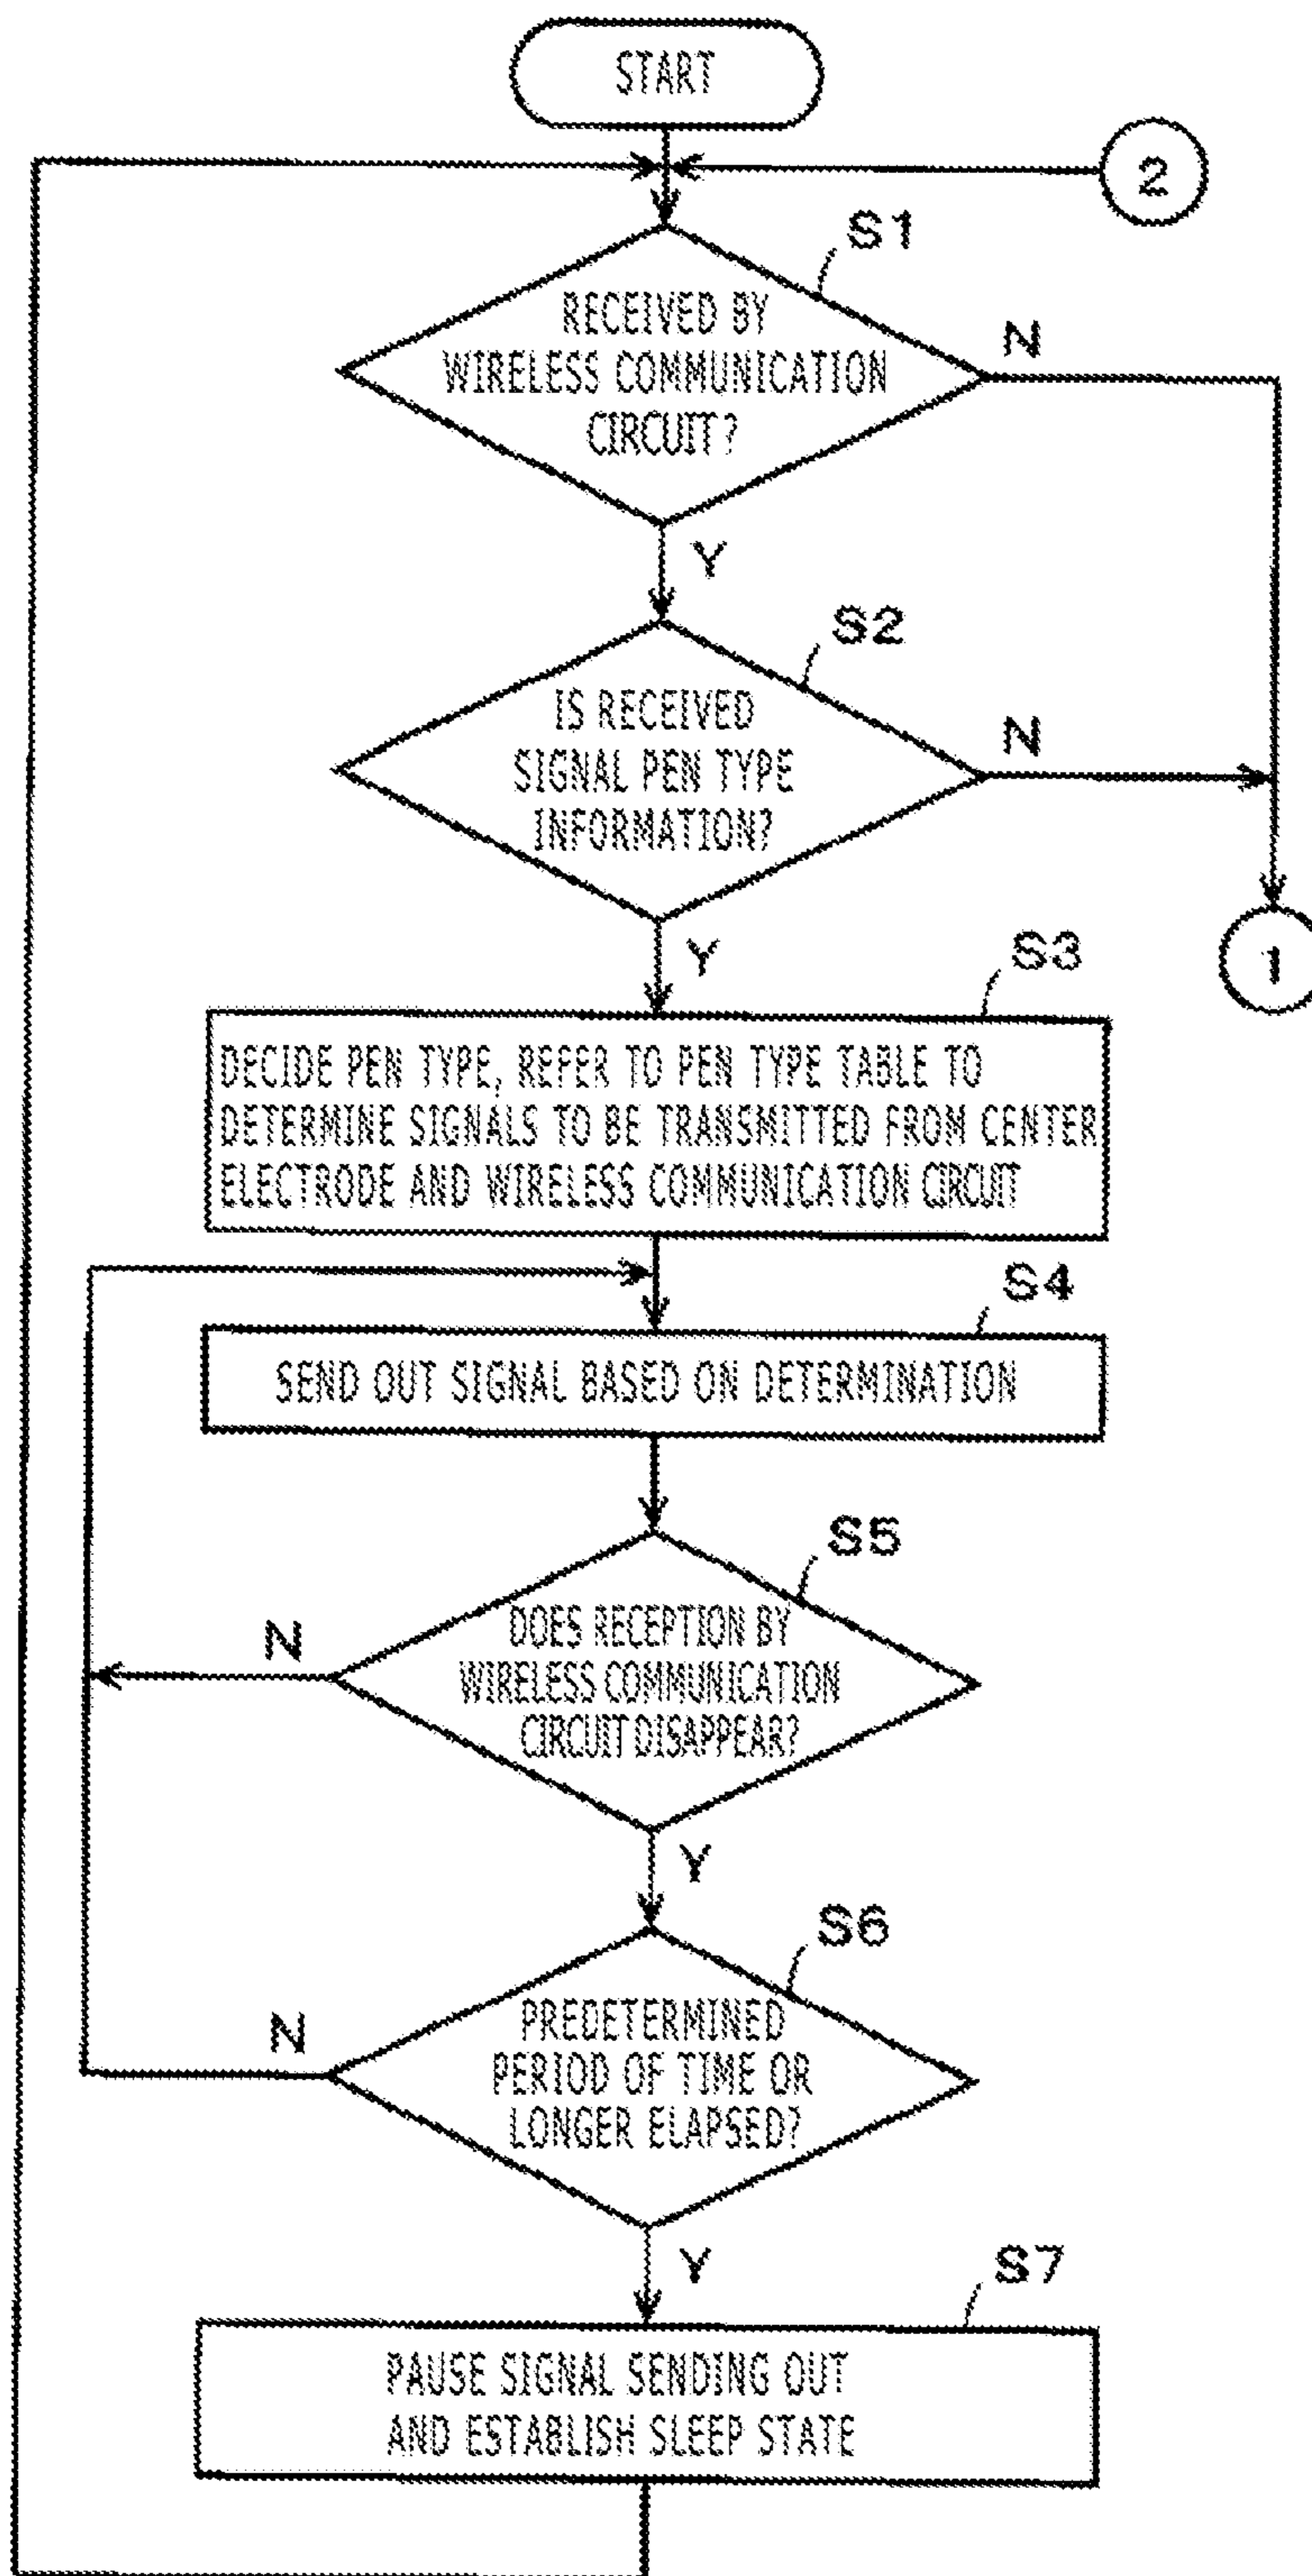 START
2
S1
RECEIVED BY
WIRELESS COMMUNICATION
CIRCUIT?
N
Y
S2
IS RECEIVED
SIGNAL PEN TYPE
INFORMATION?
N
Y
1
S3
DECIDE PEN TYPE, REFER TO PEN TYPE TABLE TO
DETERMINE SIGNALS TO BE TRANSMITTED FROM CENTER
ELECTRODE AND WIRELESS COMMUNICATION CIRCUIT
S4
SEND OUT SIGNAL BASED ON DETERMINATION
S5
DOES RECEPTION BY
WIRELESS COMMUNICATION
CIRCUIT DISAPPEAR?
N
Y
S6
PREDETERMINED
PERIOD OF TIME OR
LONGER ELAPSED?
N
Y
S7
PAUSE SIGNAL SENDING OUT
AND ESTABLISH SLEEP STATE